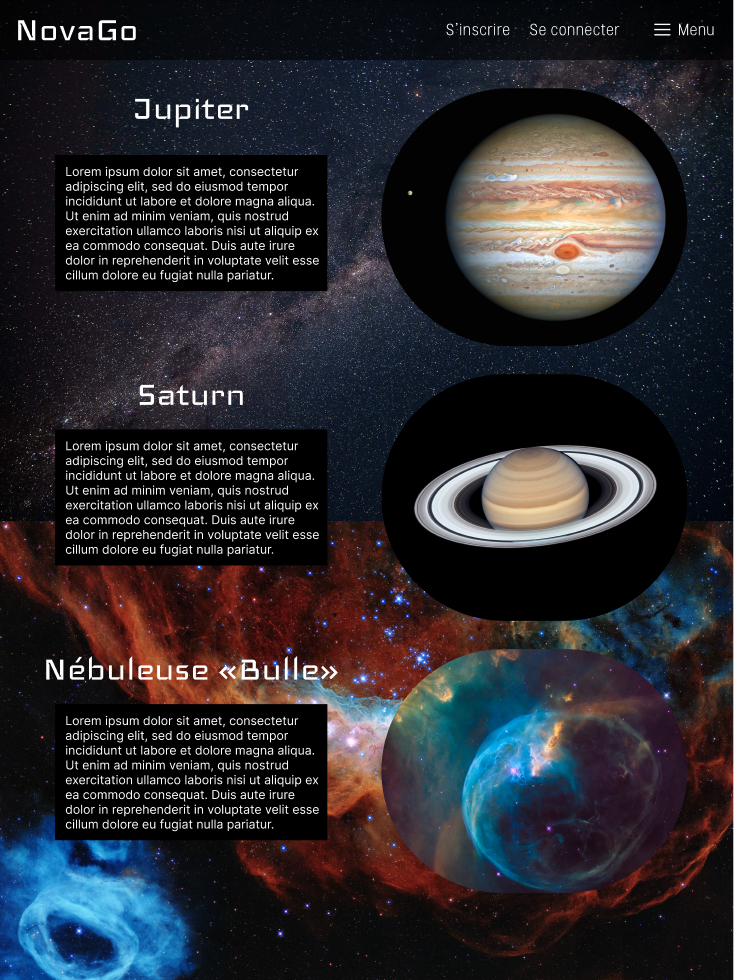 NovaGo
S'inscrire Se connecter Menu
Jupiter
Lorem ipsum dolor sit amet, consectetur
adipiscing elit, sed do eiusmod tempor
incididunt ut labore et dolore magna aliqua.
Ut enim ad minim veniam, quis nostrud
exercitation ullamco laboris nisi ut aliquip ex
ea commodo consequat. Duis aute irure
dolor in reprehenderit in voluptate velit esse
cillum dolore eu fugiat nulla pariatur.
Saturn
Lorem ipsum dolor sit amet, consectetur
adipiscing elit, sed do eiusmod tempor
incididunt ut labore et dolore magna aliqua.
Ut enim ad minim veniam, quis nostrud
exercitation ullamco laboris nisi ut aliquip ex
ea commodo consequat. Duis aute irure
dolor in reprehenderit in voluptate velit esse
cillum dolore eu fugiat nulla pariatur.
Nébuleuse «Bulle»
Lorem ipsum dolor sit amet, consectetur
adipiscing elit, sed do eiusmod tempor
incididunt ut labore et dolore magna aliqua.
Ut enim ad minim veniam, quis nostrud
exercitation ullamco laboris nisi ut aliquip ex
ea commodo consequat. Duis aute irure
dolor in reprehenderit in voluptate velit esse
cillum dolore eu fugiat nulla pariatur.